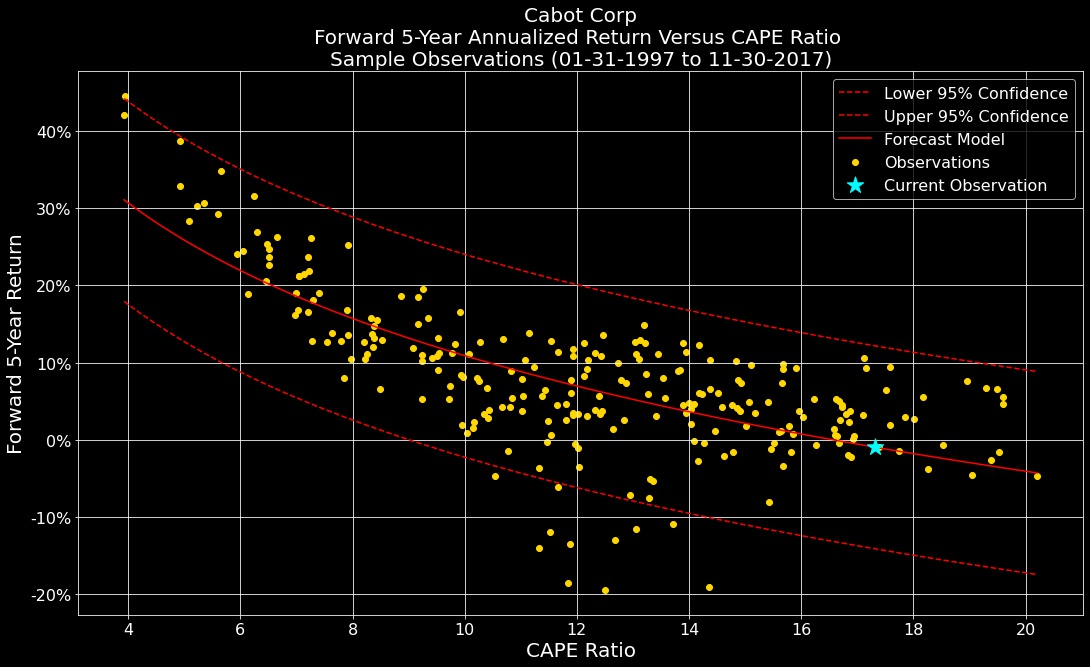 Cabot Corp
Forward 5-Year Annualized Return Versus CAPE Ratio
Sample Observations (01-31-1997 to 11-30-2017)
Lower 95% Confidence
Upper 95% Confidence
Forecast Model
Observations
Current Observation
Forward 5-Year Return
40%
30%
20%
10%
0%
-10%
-20%
4 6 8 10 12 14 16 18 20
CAPE Ratio